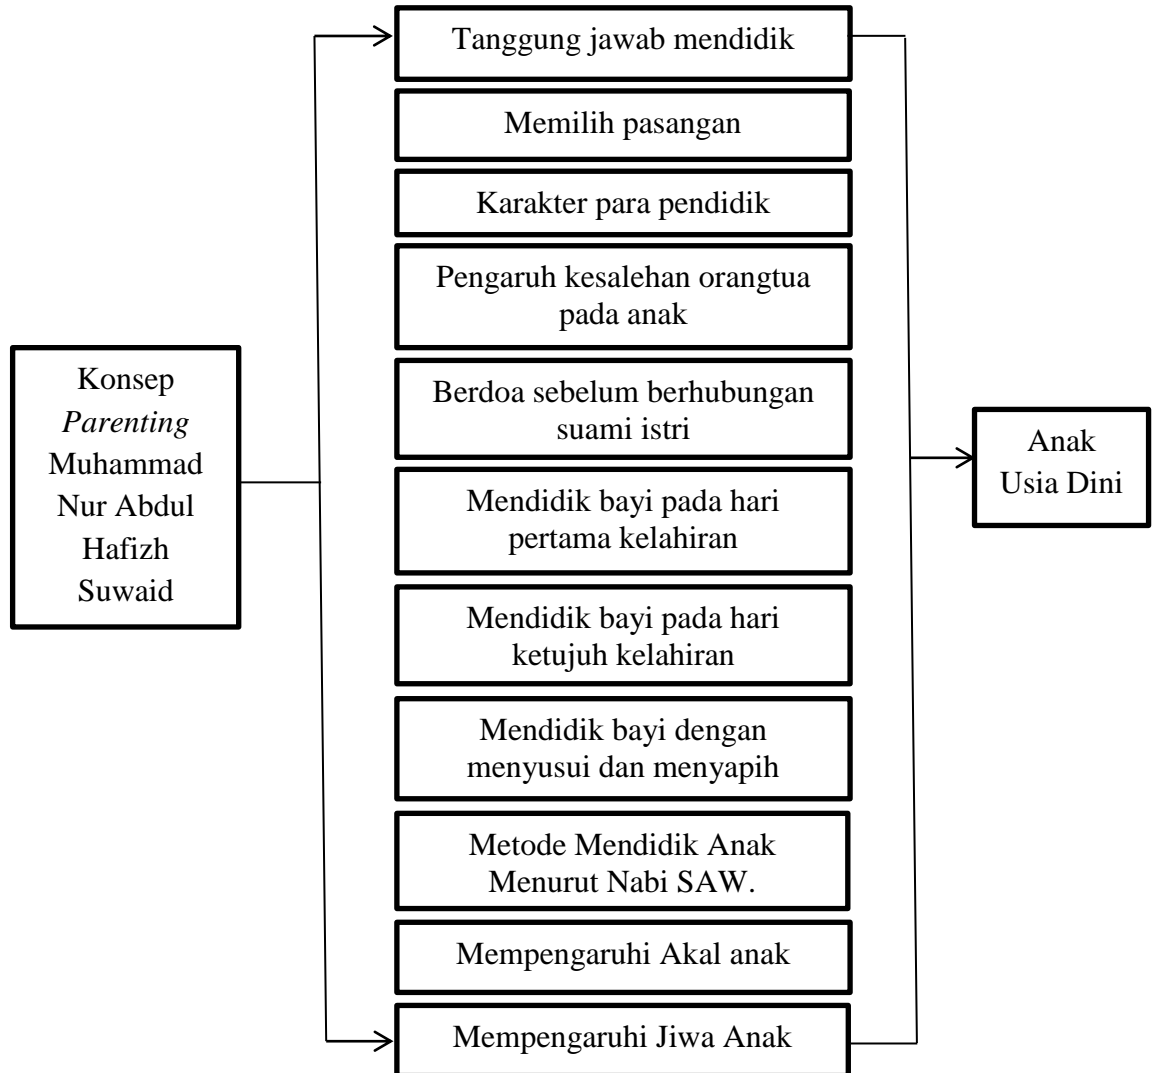 Konsep
Parenting
Muhammad
Nur Abdul
Hafizh
Suwaid
Tanggung jawab mendidik
Memilih pasangan
Karakter para pendidik
Pengaruh kesalehan orangtua
pada anak
Berdoa sebelum berhubungan
suami istri
Mendidik bayi pada hari
pertama kelahiran
Mendidik bayi pada hari
ketujuh kelahiran
Mendidik bayi dengan
menyusui dan menyapih
Metode Mendidik Anak
Menurut Nabi SAW.
Mempengaruhi Akal anak
Mempengaruhi Jiwa Anak
Anak
Usia Dini